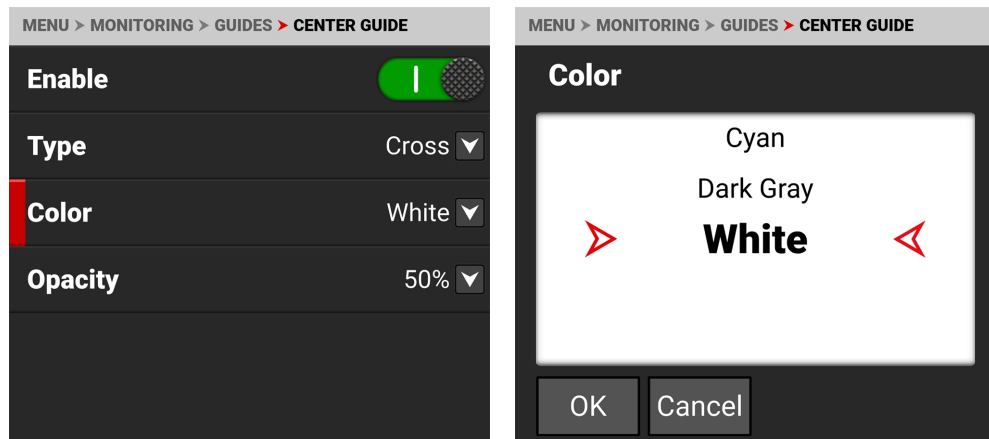 MENU > MONITORING > GUIDES > CENTER GUIDE
Enable
Type Cross
Color White
Opacity 50%
MENU > MONITORING > GUIDES > CENTER GUIDE
Color
Cyan
Dark Gray
White
OK Cancel